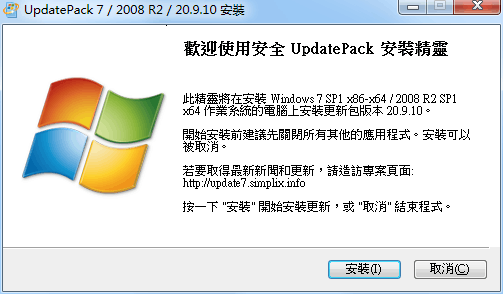 UpdatePack 7 / 2008 R2 / 20.9.10 安裝
歡迎使用安全 UpdatePack 安裝精靈
此精靈將在安裝 Windows 7 SP1 x86-x64 / 2008 R2 SP1
x64 作業系統的電腦上安裝更新包版本 20.9.10。
開始安裝前建議先關閉所有其他的應用程式。安裝可以
被取消。
若要取得最新新聞和更新，請造訪專案頁面:
http://update7.simplix.info
按一下 "安裝" 開始安裝更新，或 "取消" 結束程式。
安裝(I)
取消(C)